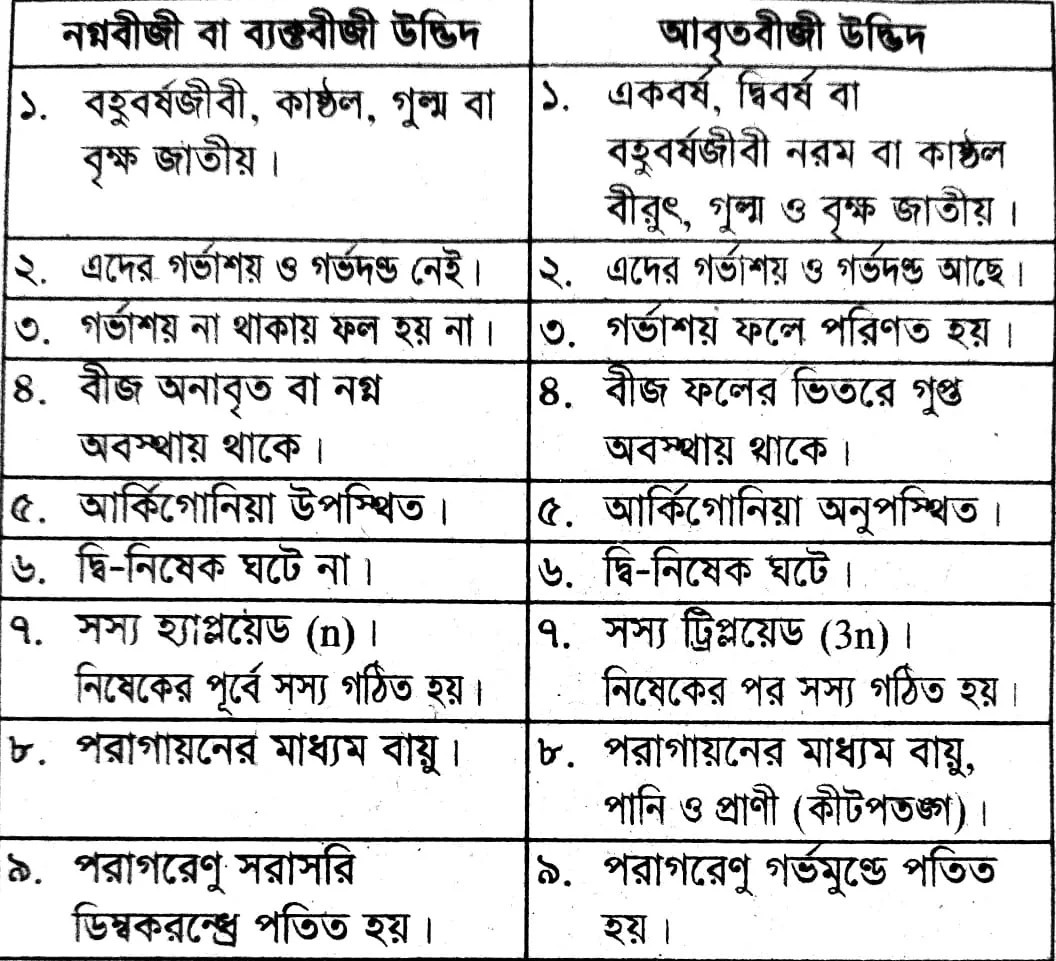 নগ্নবীজী বা ব্যক্তবীজী উদ্ভিদ
আবৃতবীজী উদ্ভিদ
১. বহুবর্ষজীবী, কাষ্ঠল, গুল্ম বা
বৃক্ষ জাতীয়।
১. একবর্ষ, দ্বিবর্ষ বা
বহুবর্ষজীবী নরম বা কাষ্ঠল
বীরুৎ, গুল্ম ও বৃক্ষ জাতীয়।
২. এদের গর্ভাশয় ও গর্ভদণ্ড নেই।
২. এদের গর্ভাশয় ও গর্ভদণ্ড আছে।
৩. গর্ভাশয় না থাকায় ফল হয় না।
৩. গর্ভাশয় ফলে পরিণত হয়।
৪. বীজ অনাবৃত বা নগ্ন
অবস্থায় থাকে।
৪. বীজ ফলের ভিতরে গুপ্ত
অবস্থায় থাকে।
৫. আর্কিগোনিয়া উপস্থিত।
৫. আর্কিগোনিয়া অনুপস্থিত।
৬. দ্বি-নিষেক ঘটে না।
৬. দ্বি-নিষেক ঘটে।
৭. সস্য হ্যাপ্লয়েড (n)।
নিষেকের পূর্বে সস্য গঠিত হয়।
৭. সস্য ট্রিপ্লয়েড (3n)।
নিষেকের পর সস্য গঠিত হয়।
৮. পরাগায়নের মাধ্যম বায়ু।
৮. পরাগায়নের মাধ্যম বায়ু,
পানি ও প্রাণী (কীটপতঙ্গ)।
৯. পরাগরেণু সরাসরি
ডিম্বকরন্ধ্রে পতিত হয়।
৯. পরাগরেণু গর্ভমুণ্ডে পতিত
হয়।